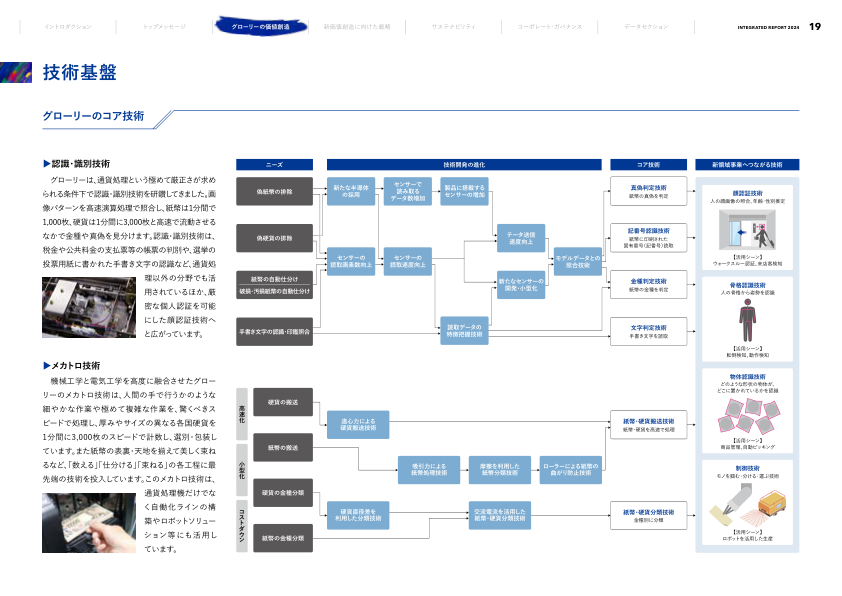 イントロダクション
トップメッセージ
グローリーの価値創造
新価値創造に向けた戦略
サステナビリティ
コーポレート・ガバナンス
データセクション
INTEGRATED REPORT 2024 19
技術基盤
グローリーのコア技術
▶認識・識別技術
グローリーは、通貨処理という極めて厳正さが求め
られる条件下で認識・識別技術を研鑽してきました。画
像パターンを高速演算処理で照合し、紙幣は1分間で
1,000枚、硬貨は1分間に3,000枚と高速で流動させる
なかで金種や真偽を見分けます。認識・識別技術は、
税金や公共料金の支払票等の帳票の判別や、選挙の
投票用紙に書かれた手書き文字の認識など、通貨処
理以外の分野でも活
用されているほか、厳
密な個人認証を可能
にした顔認証技術へ
と広がっています。
▶メカトロ技術
機械工学と電気工学を高度に融合させたグロー
リーのメカトロ技術は、人間の手で行うかのような
細やかな作業や極めて複雑な作業を、驚くべきス
ピードで処理し、厚みやサイズの異なる各国硬貨を
1分間に3,000枚のスピードで計数し、選別・包装し
ています。また紙幣の表裏・天地を揃えて美しく束ね
るなど、「数える」「仕分ける」「束ねる」の各工程に最
先端の技術を投入しています。このメカトロ技術は、
通貨処理機だけでな
く自働化ラインの構
築やロボットソリュー
ション等にも活用し
ています。
ニーズ
技術開発の進化
コア技術
新領域事業へつながる技術
偽紙幣の排除
偽硬貨の排除
紙幣の自動仕分け
破損・汚損紙幣の自動仕分け
手書き文字の認識・印鑑照合
新たな半導体
の採用
センサーで
読み取る
データ数増加
製品に搭載する
センサーの増加
センサーの
読取画素数向上
センサーの
読取速度向上
データ送信
速度向上
新たなセンサーの
開発・小型化
モデルデータとの
照合技術
読取データの
特徴把握技術
真偽判定技術
紙幣の真偽を判定
記番号認識技術
紙幣に印刷された
固有番号(記番号)読取
金種判定技術
紙幣の金種を判定
文字判定技術
手書き文字を読取
顔認証技術
人の顔画像の照合、年齢・性別推定
【活用シーン】
ウォークスルー認証、来店客検知
骨格認識技術
人の骨格から姿勢を認識
【活用シーン】
転倒検知、動作検知
物体認識技術
どのような形状の物体が、
どこに置かれているかを認識
【活用シーン】
商品管理、自動ピッキング
制御技術
モノを掴む・分ける・運ぶ技術
【活用シーン】
ロボットを活用した生産
高速化
小型化
コストダウン
硬貨の搬送
紙幣の搬送
硬貨の金種分類
紙幣の金種分類
遠心力による
硬貨搬送技術
吸引力による
紙幣処理技術
摩擦を利用した
紙幣分類技術
ローラーによる紙幣の
曲がり防止技術
硬貨直径差を
利用した分類技術
交流電流を活用した
紙幣・硬貨分類技術
紙幣・硬貨搬送技術
紙幣・硬貨を高速で処理
紙幣・硬貨分類技術
金種別に分類